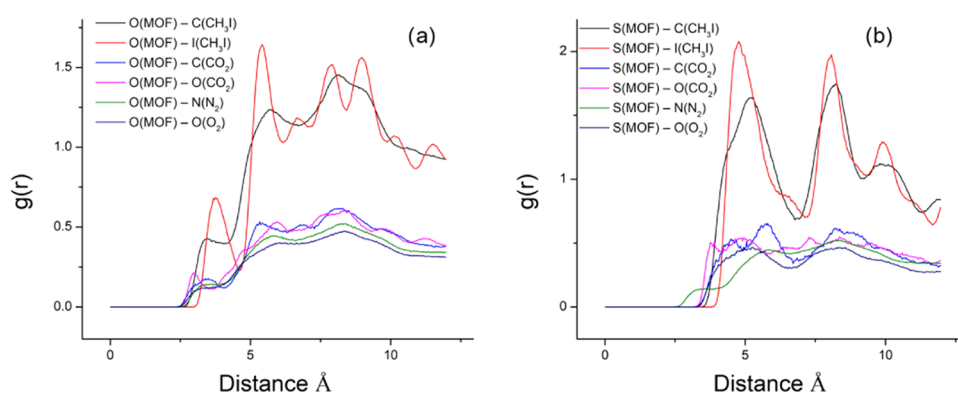 O(MOF) – C(CH₃I)
O(MOF) – I(CH₃I)
O(MOF) – C(CO₂)
O(MOF) – O(CO₂)
O(MOF) – N(N₂)
O(MOF) – O(O₂)
(a)
1.5
1.0
0.5
0.0
g(r)
0
5
10
Distance Å
S(MOF) – C(CH₃I)
S(MOF) – I(CH₃I)
S(MOF) – C(CO₂)
S(MOF) – O(CO₂)
S(MOF) – N(N₂)
S(MOF) – O(O₂)
(b)
2
1
0
g(r)
0
5
10
Distance Å